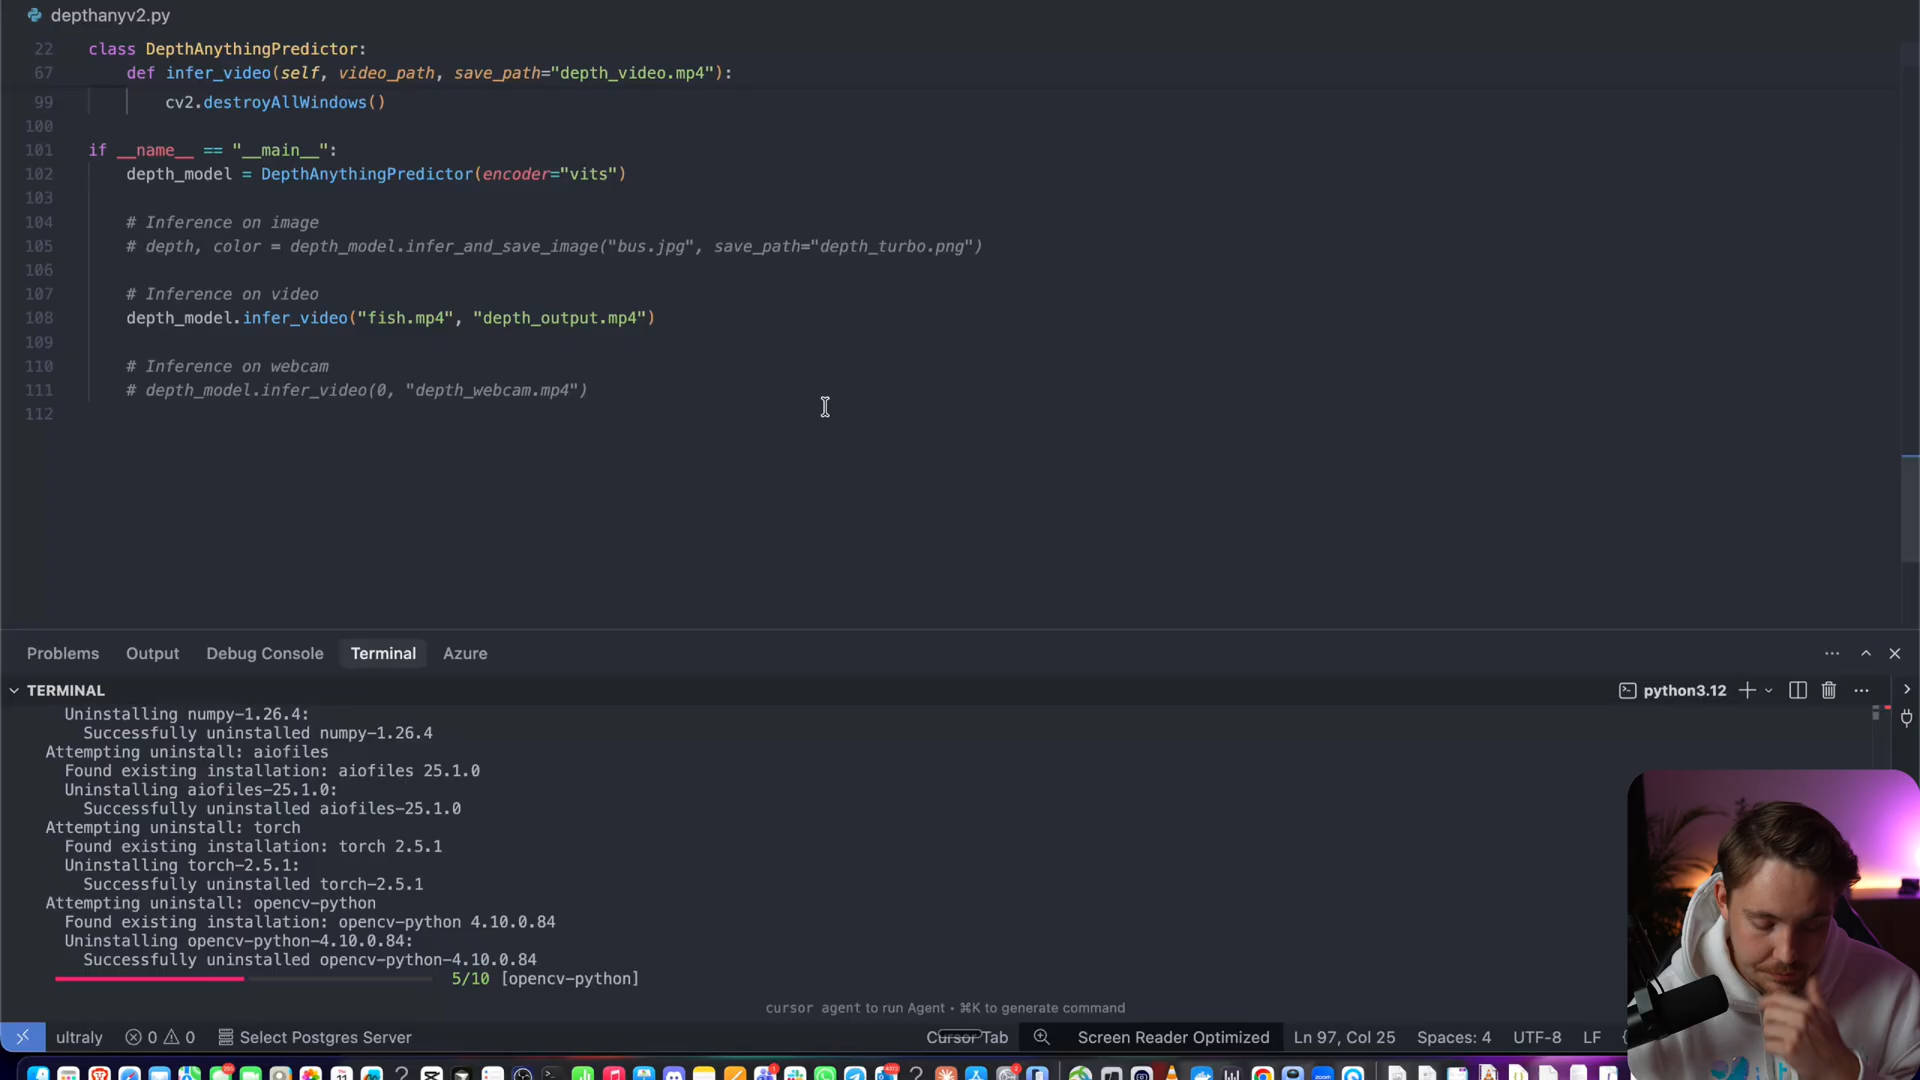 depthanyv2.py
22 class DepthAnythingPredictor:
67 def infer_video(self, video_path, save_path="depth_video.mp4"):
99 cv2.destroyAllWindows()
100
101 if __name__ == "__main__":
102 depth_model = DepthAnythingPredictor(encoder="vits")
103
104 # Inference on image
105 # depth, color = depth_model.infer_and_save_image("bus.jpg", save_path="depth_turbo.png")
106
107 # Inference on video
108 depth_model.infer_video("fish.mp4", "depth_output.mp4")
109
110 # Inference on webcam
111 # depth_model.infer_video(0, "depth_webcam.mp4")
112
Problems Output Debug Console Terminal Azure
TERMINAL python3.12
Uninstalling numpy-1.26.4:
Successfully uninstalled numpy-1.26.4
Attempting uninstall: aiofiles
Found existing installation: aiofiles 25.1.0
Uninstalling aiofiles-25.1.0:
Successfully uninstalled aiofiles-25.1.0
Attempting uninstall: torch
Found existing installation: torch 2.5.1
Uninstalling torch-2.5.1:
Successfully uninstalled torch-2.5.1
Attempting uninstall: opencv-python
Found existing installation: opencv-python 4.10.0.84
Uninstalling opencv-python-4.10.0.84:
Successfully uninstalled opencv-python-4.10.0.84
5/10 [opencv-python]
cursor agent to run Agent • ⌘K to generate command
ultraly 0 0 Select Postgres Server Cursor Tab Screen Reader Optimized Ln 97, Col 25 Spaces: 4 UTF-8 LF